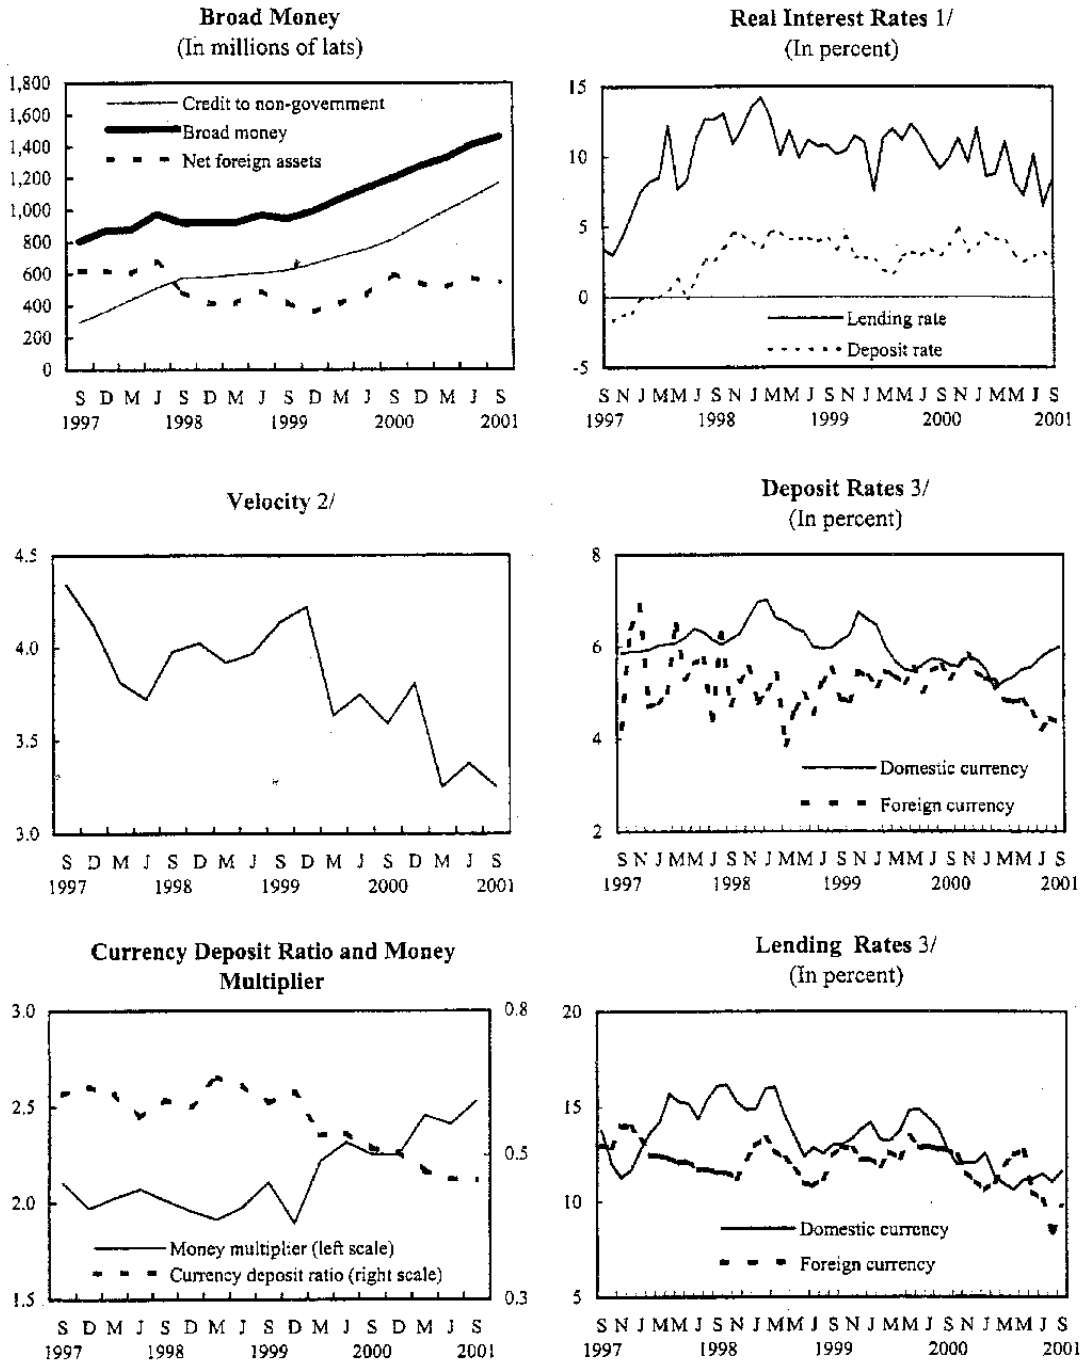 Broad Money
(In millions of lats)
1,800
1,600
1,400
1,200
1,000
800
600
400
200
0
Credit to non-government
Broad money
Net foreign assets
S D M J S D M J S D M J S D M J S
1997 1998 1999 2000 2001
Real Interest Rates 1/
(In percent)
15
10
5
0
-5
Lending rate
Deposit rate
S N J M M J S N J M M J S N J M M J S N J M M J S
1997 1998 1999 2000 2001
Velocity 2/
4.5
4.0
3.5
3.0
S D M J S D M J S D M J S D M J S
1997 1998 1999 2000 2001
Deposit Rates 3/
(In percent)
8
6
4
2
Domestic currency
Foreign currency
S N J M M J S N J M M J S N J M M J S N J M M J S
1997 1998 1999 2000 2001
Currency Deposit Ratio and Money
Multiplier
3.0
2.5
2.0
1.5
0.8
0.5
0.3
Money multiplier (left scale)
Currency deposit ratio (right scale)
S D M J S D M J S D M J S D M J S
1997 1998 1999 2000 2001
Lending Rates 3/
(In percent)
20
15
10
5
Domestic currency
Foreign currency
S N J M M J S N J M M J S N J M M J S N J M M J S
1997 1998 1999 2000 2001